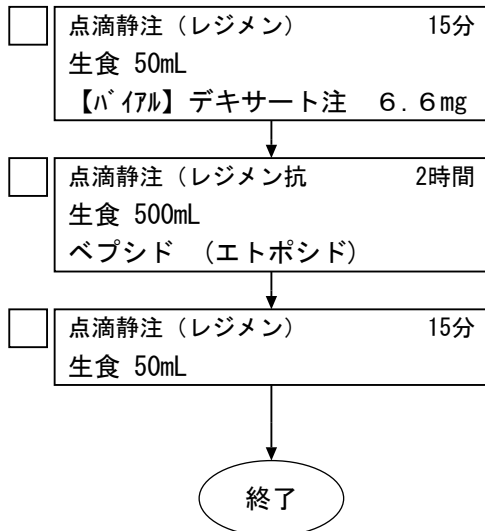 点滴静注（レジメン） 15分
生食 50mL
【ﾊﾞｲｱﾙ】デキサート注 ６．６mg
点滴静注（レジメン抗 2時間
生食 500mL
ベプシド （エトポシド）
点滴静注（レジメン） 15分
生食 50mL
終了